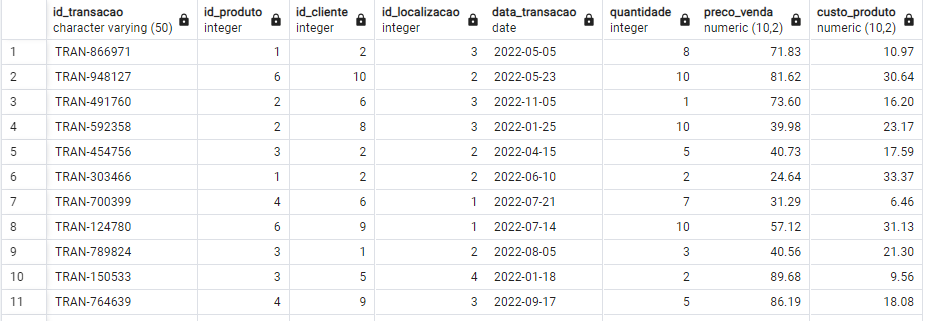 id_transacao id_produto id_cliente id_localizacao data_transacao quantidade preco_venda custo_produto
character varying (50) integer integer integer date integer numeric (10,2) numeric (10,2)
1 TRAN-866971 1 2 3 2022-05-05 8 71.83 10.97
2 TRAN-948127 6 10 2 2022-05-23 10 81.62 30.64
3 TRAN-491760 2 6 3 2022-11-05 1 73.60 16.20
4 TRAN-592358 2 8 3 2022-01-25 10 39.98 23.17
5 TRAN-454756 3 2 2 2022-04-15 5 40.73 17.59
6 TRAN-303466 1 2 2 2022-06-10 2 24.64 33.37
7 TRAN-700399 4 6 1 2022-07-21 7 31.29 6.46
8 TRAN-124780 6 9 1 2022-07-14 10 57.12 31.13
9 TRAN-789824 3 1 2 2022-08-05 3 40.56 21.30
10 TRAN-150533 3 5 4 2022-01-18 2 89.68 9.56
11 TRAN-764639 4 9 3 2022-09-17 5 86.19 18.08